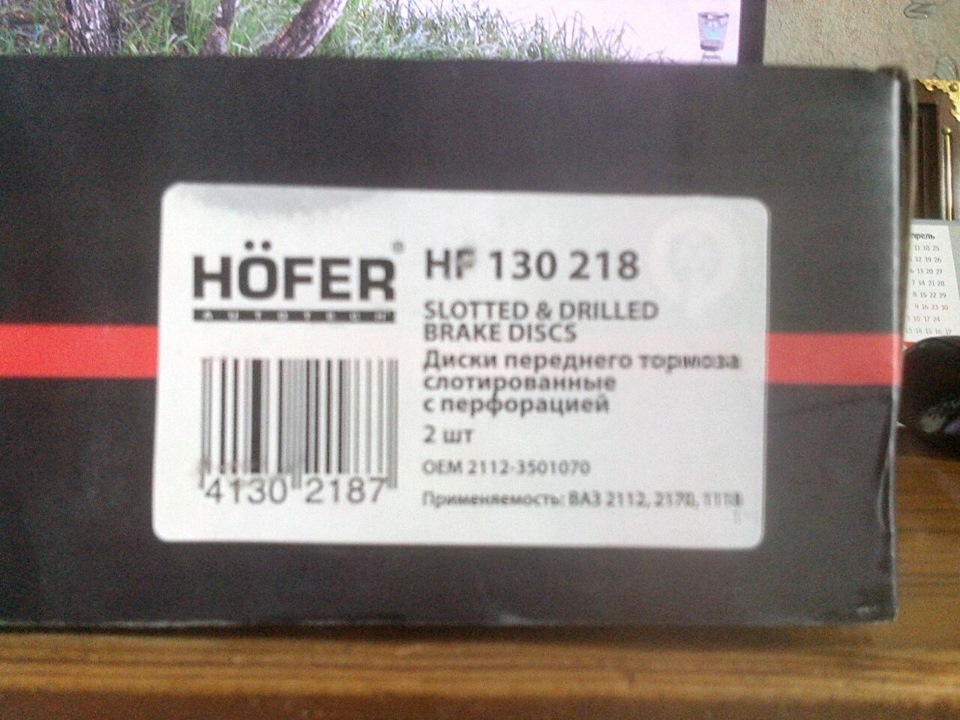 HÖFER®
AUTOTECH
HF 130 218
SLOTTED & DRILLED
BRAKE DISCS
Диски переднего тормоза
слотированные
с перфорацией
2 шт
OEM 2112-3501070
Применяемость: ВАЗ 2112, 2170, 1118
4130 2187